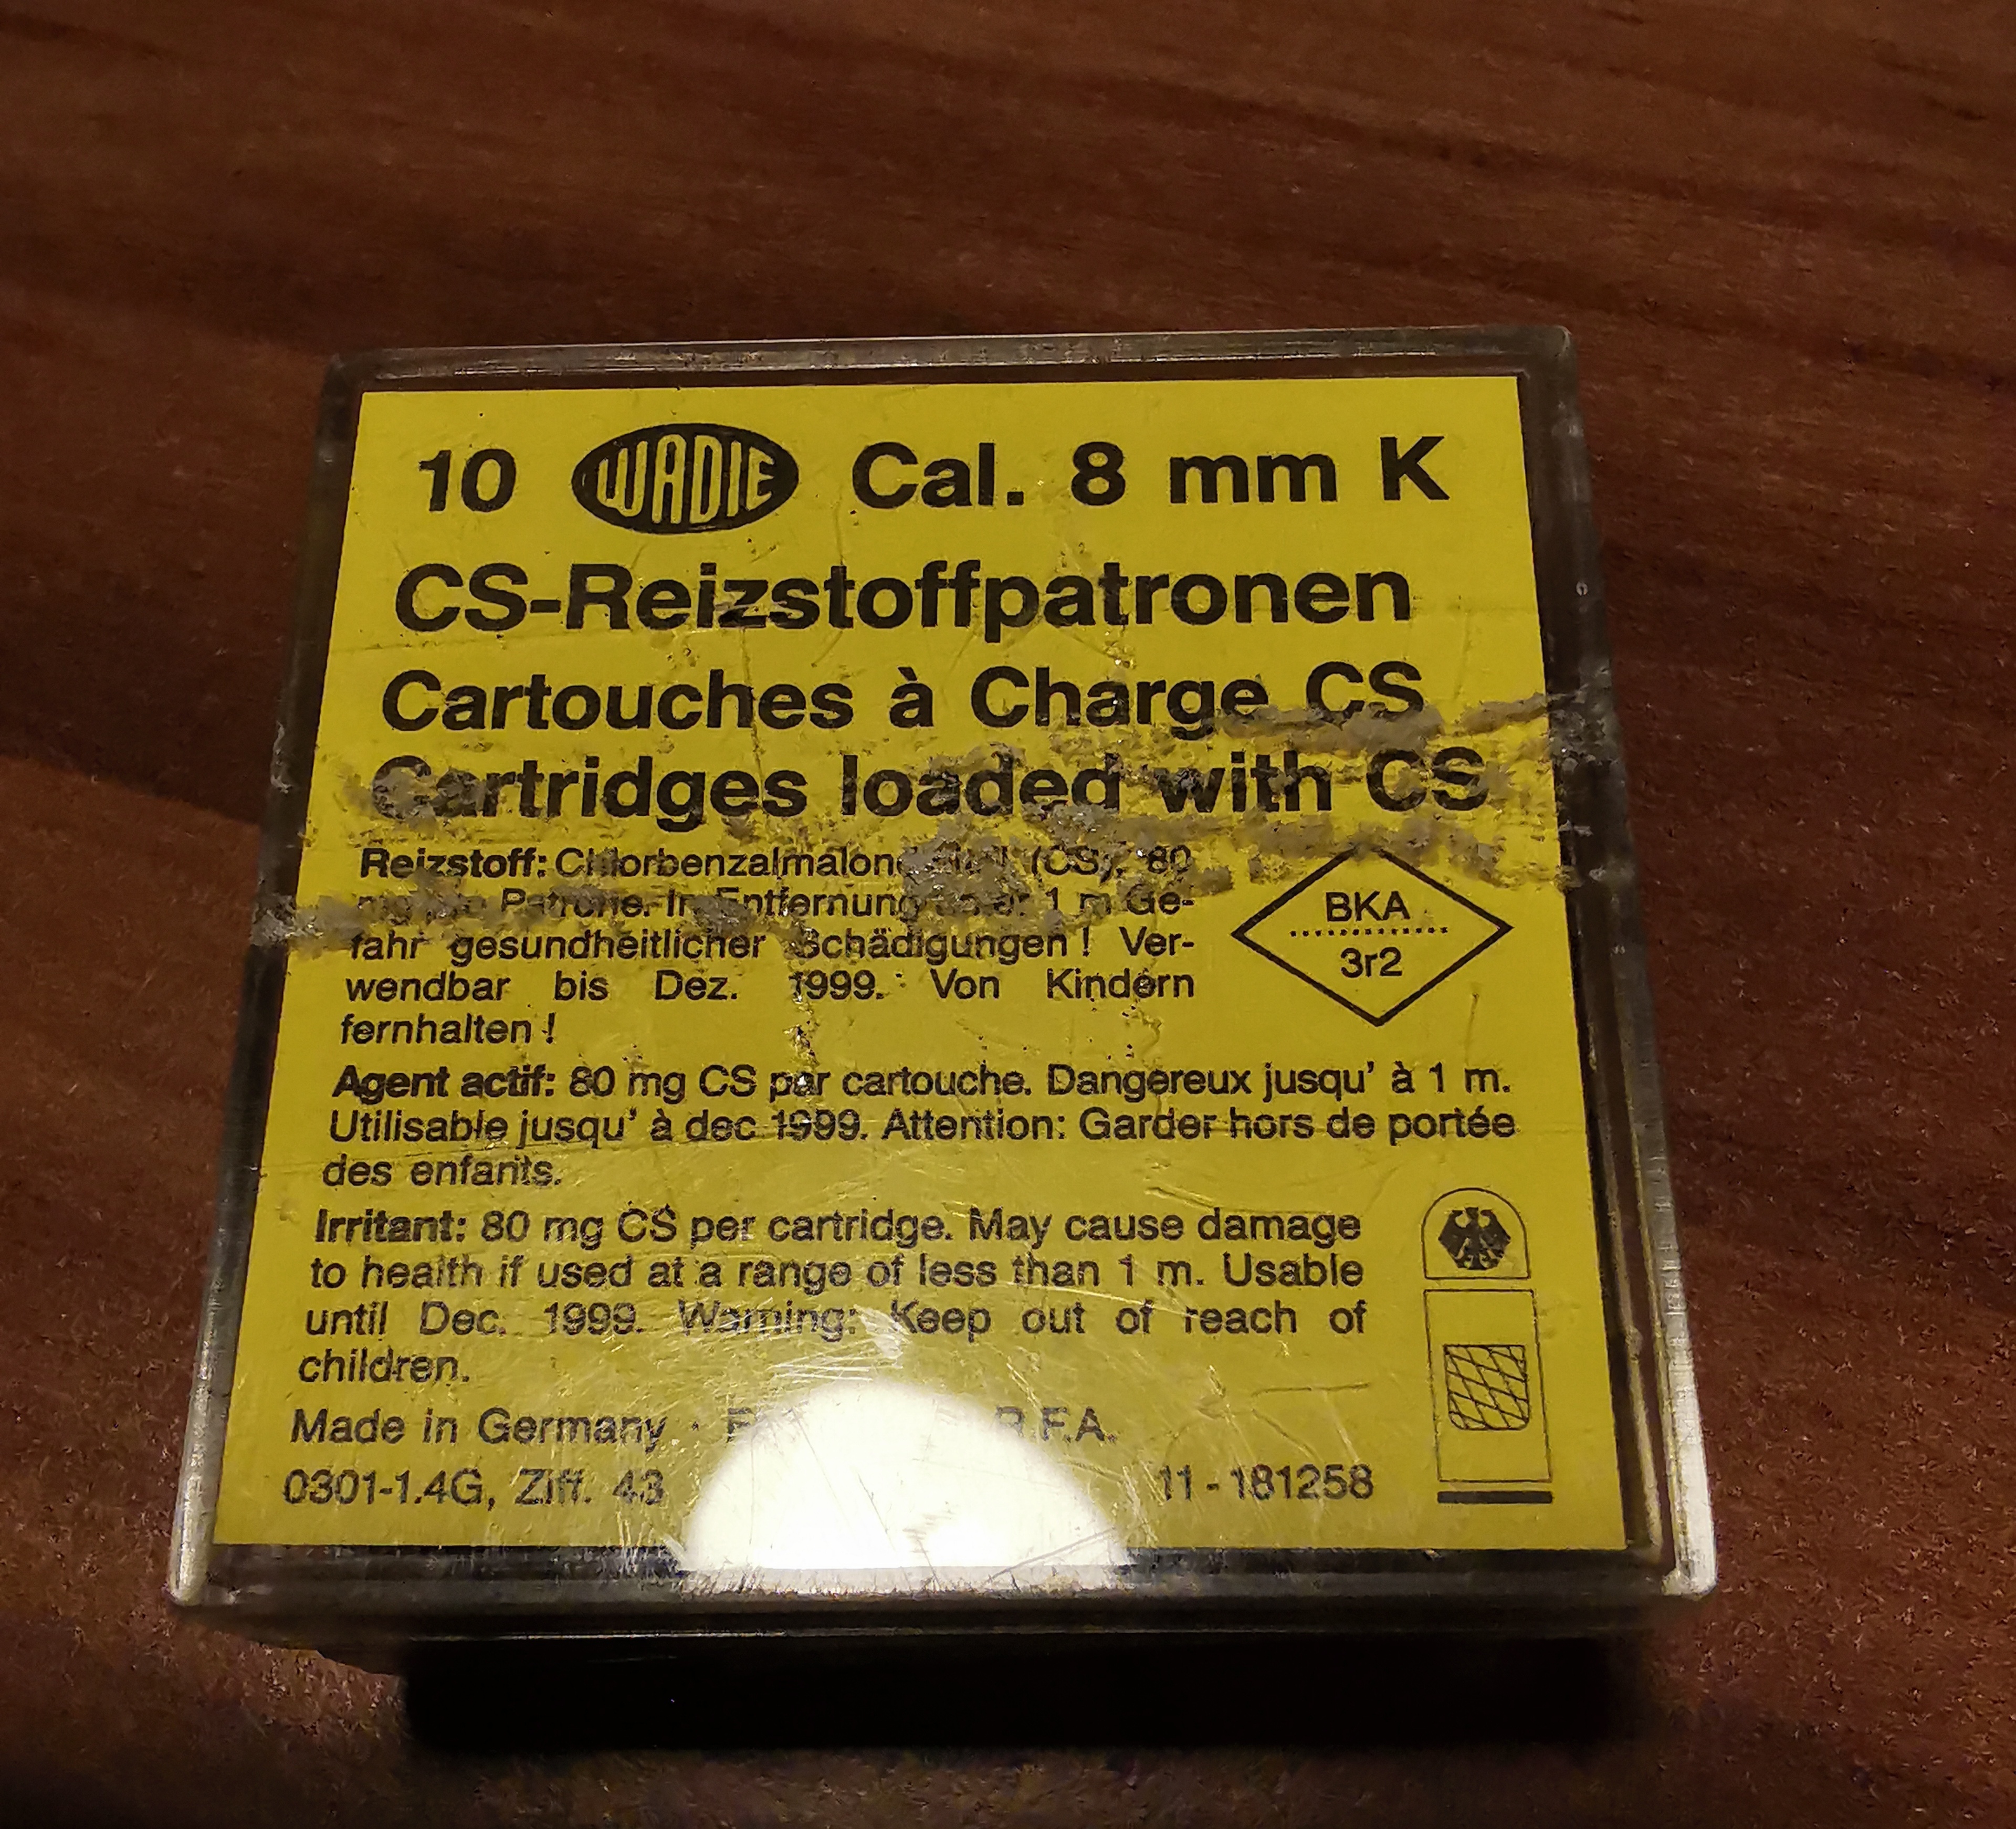 10 WADIE Cal. 8 mm K
CS-Reizstoffpatronen
Cartouches à Charge CS
Cartridges loaded with CS
Reizstoff: (CS), 80
Patrone. In Entfernung 1 m Ge-
fahr gesundheitlicher Schädigungen ! Ver-
wendbar bis Dez. 1999. Von Kindern
fernhalten !
BKA
3r2
Agent actif: 80 mg CS par cartouche. Dangereux jusqu' à 1 m.
Utilisable jusqu' à dec 1999. Attention: Garder hors de portée
des enfants.
Irritant: 80 mg CS per cartridge. May cause damage
to health if used at a range of less than 1 m. Usable
until Dec. 1999. Warning: Keep out of reach of
children.
Made in Germany · R.F.A.
0301-1.4G, Ziff. 43 11-181258